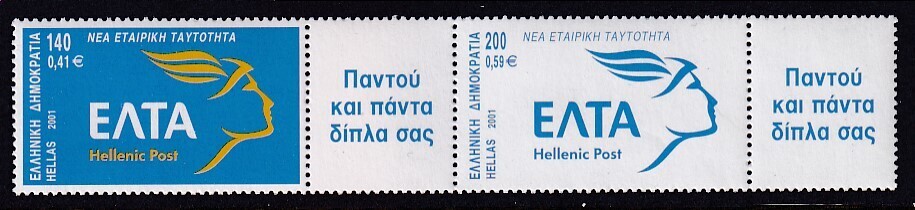 140
0,41 €
ΝΕΑ ΕΤΑΙΡΙΚΗ ΤΑΥΤΟΤΗΤΑ
ΕΛΛΗΝΙΚΗ ΔΗΜΟΚΡΑΤΙΑ
HELLAS 2001
ΕΛΤΑ
Hellenic Post
Παντού
και πάντα
δίπλα σας
200
0,59 €
ΝΕΑ ΕΤΑΙΡΙΚΗ ΤΑΥΤΟΤΗΤΑ
ΕΛΛΗΝΙΚΗ ΔΗΜΟΚΡΑΤΙΑ
HELLAS 2001
ΕΛΤΑ
Hellenic Post
Παντού
και πάντα
δίπλα σας